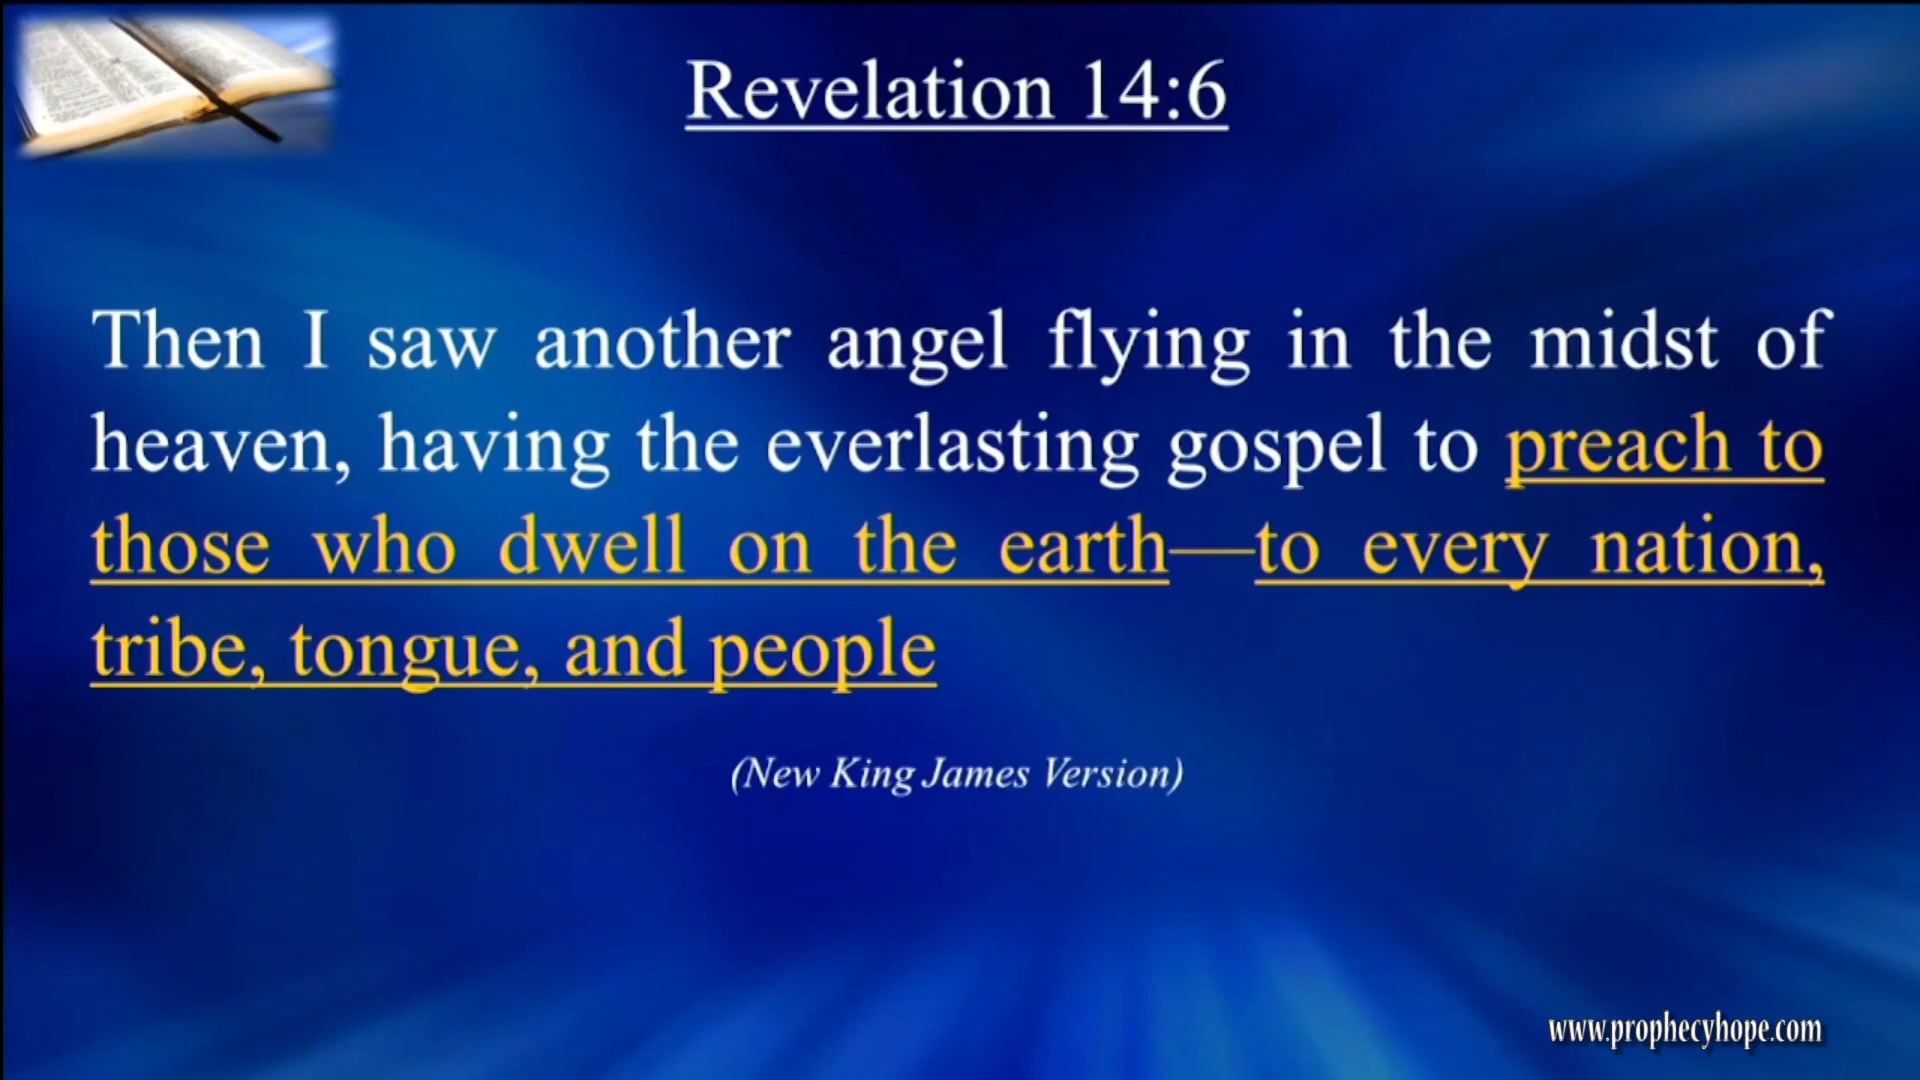 Revelation 14:6
Then I saw another angel flying in the midst of
heaven, having the everlasting gospel to preach to
those who dwell on the earth—to every nation,
tribe, tongue, and people
(New King James Version)
www.prophecyhope.com